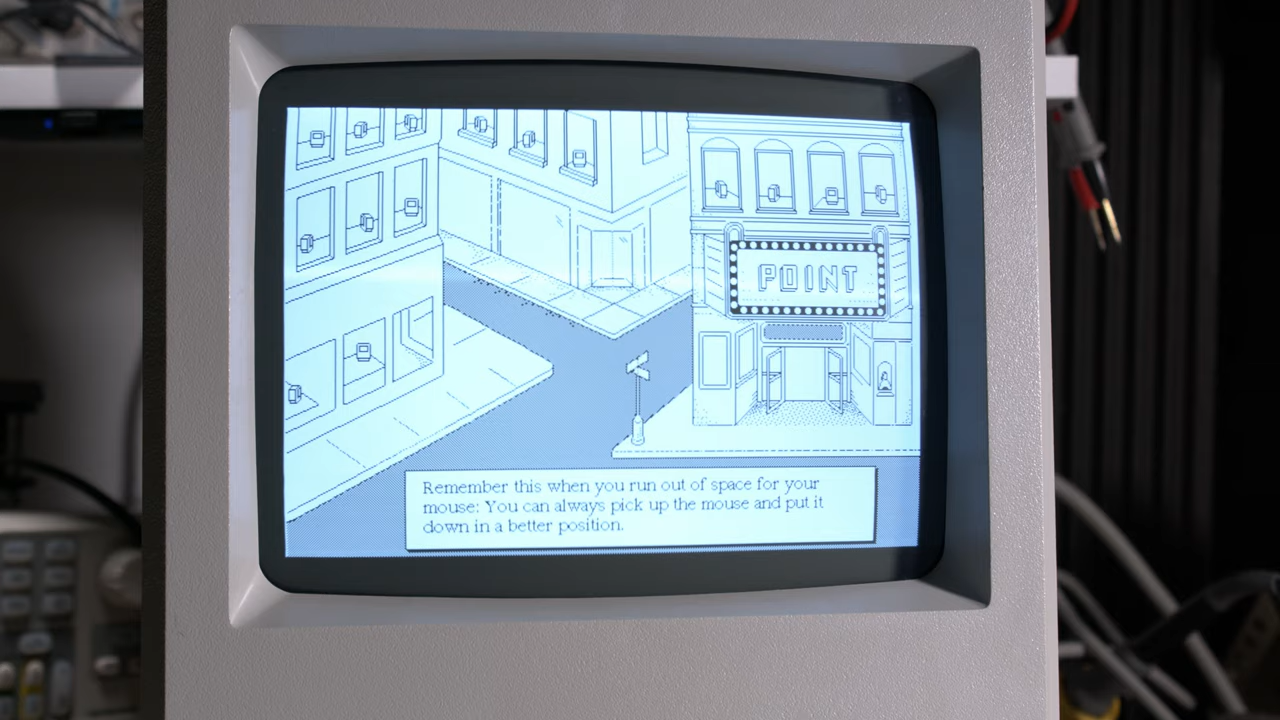 POINT
Remember this when you run out of space for your
mouse: You can always pick up the mouse and put it
down in a better position.